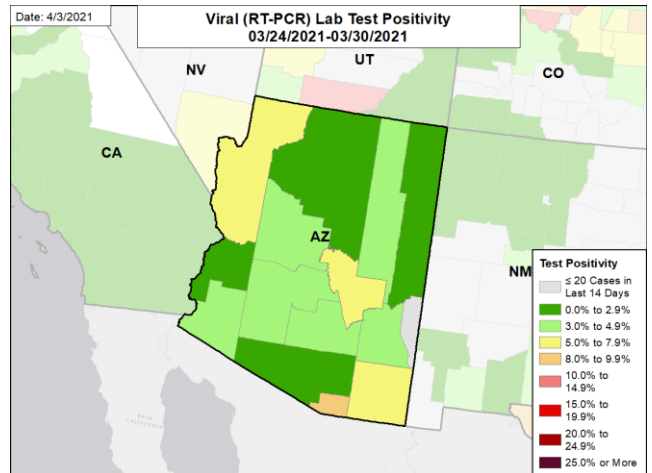 Date: 4/3/2021
Viral (RT-PCR) Lab Test Positivity
03/24/2021-03/30/2021
NV
UT
CO
CA
AZ
NM
Test Positivity
≤ 20 Cases in
Last 14 Days
0.0% to 2.9%
3.0% to 4.9%
5.0% to 7.9%
8.0% to 9.9%
10.0% to
14.9%
15.0% to
19.9%
20.0% to
24.9%
25.0% or More
BAJA
CALIFORNIA